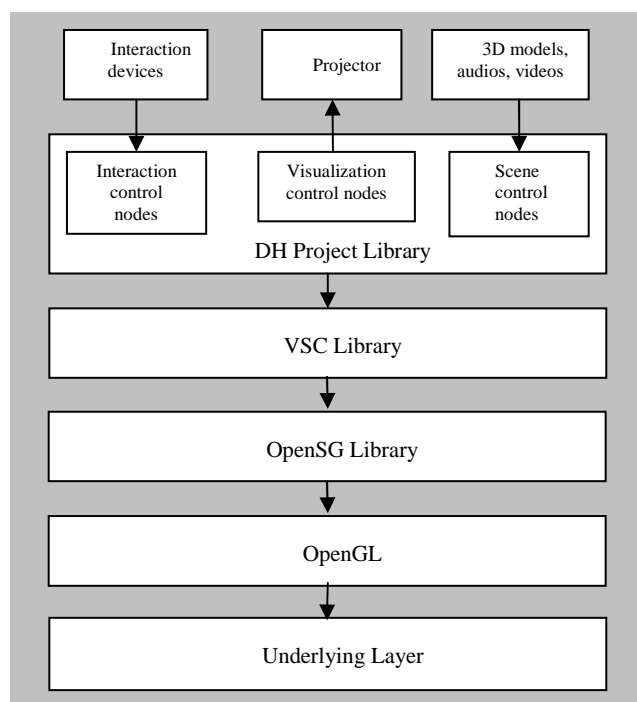 Interaction
devices
Projector
3D models,
audios, videos
Interaction
control
nodes
Visualization
control nodes
Scene
control
nodes
DH Project Library
VSC Library
OpenSG Library
OpenGL
Underlying Layer